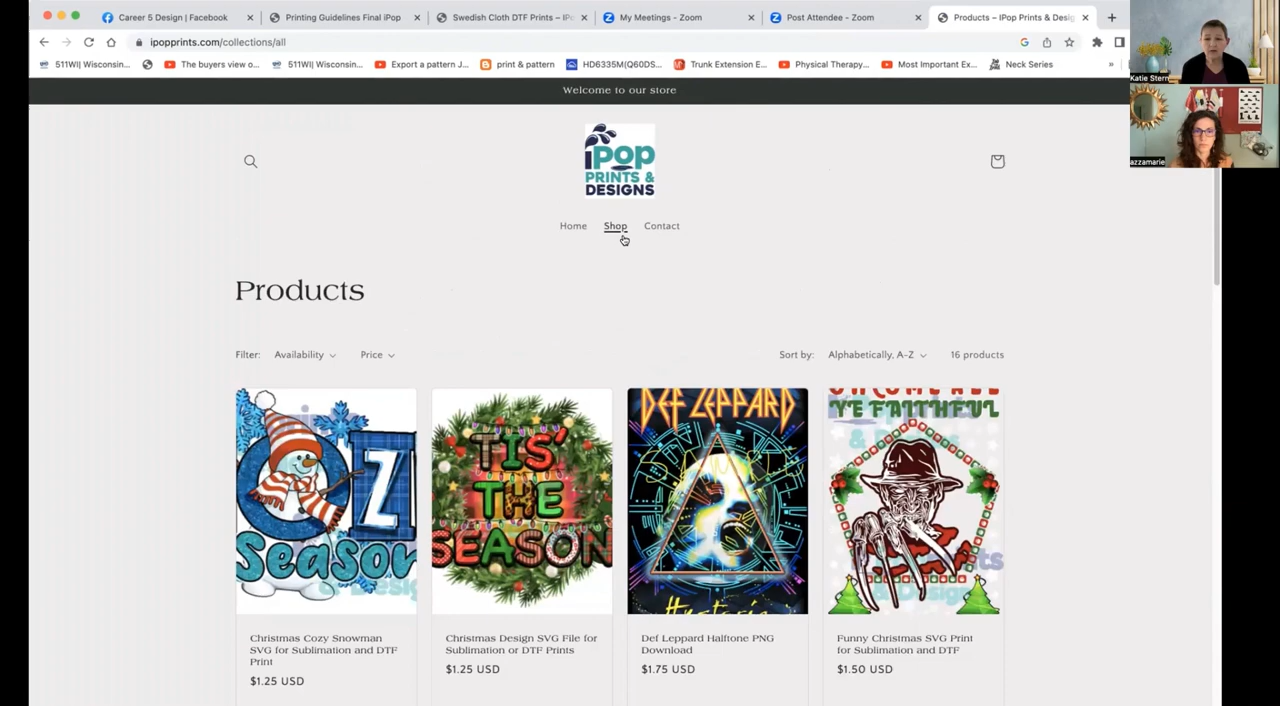 Career 5 Design | Facebook
Printing Guidelines Final iPop
Swedish Cloth DTF Prints – IPo
My Meetings - Zoom
Post Attendee - Zoom
Products – IPop Prints & Desig
ipopprints.com/collections/all
511WI| Wisconsin...
The buyers view o...
511WI| Wisconsin...
Export a pattern J...
print & pattern
HD6335M(Q60DS...
Trunk Extension E...
Physical Therapy...
Most Important Ex...
Neck Series
»
Katie Stern
azzamarie
Welcome to our store
iPop
PRINTS &
DESIGNS
Home Shop Contact
Products
Filter: Availability Price Sort by: Alphabetically, A-Z 16 products
OZ
Season
TIS'
THE
SEASON
DEF LEPPARD
Hysteria
YE FAITHFUL
Christmas Cozy Snowman
SVG for Sublimation and DTF
Print
$1.25 USD
Christmas Design SVG File for
Sublimation or DTF Prints
$1.25 USD
Def Leppard Halftone PNG
Download
$1.75 USD
Funny Christmas SVG Print
for Sublimation and DTF
$1.50 USD